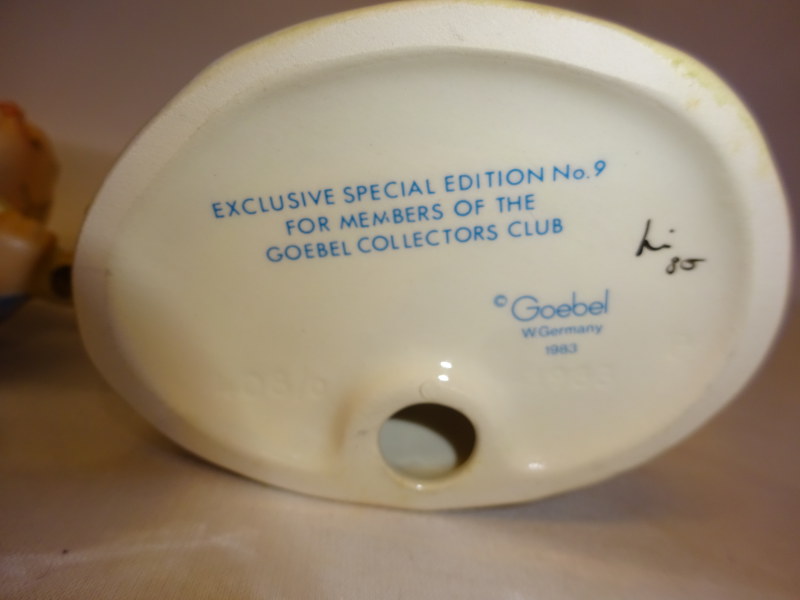 EXCLUSIVE SPECIAL EDITION No. 9
FOR MEMBERS OF THE
GOEBEL COLLECTORS CLUB
© Goebel
W.Germany
1983